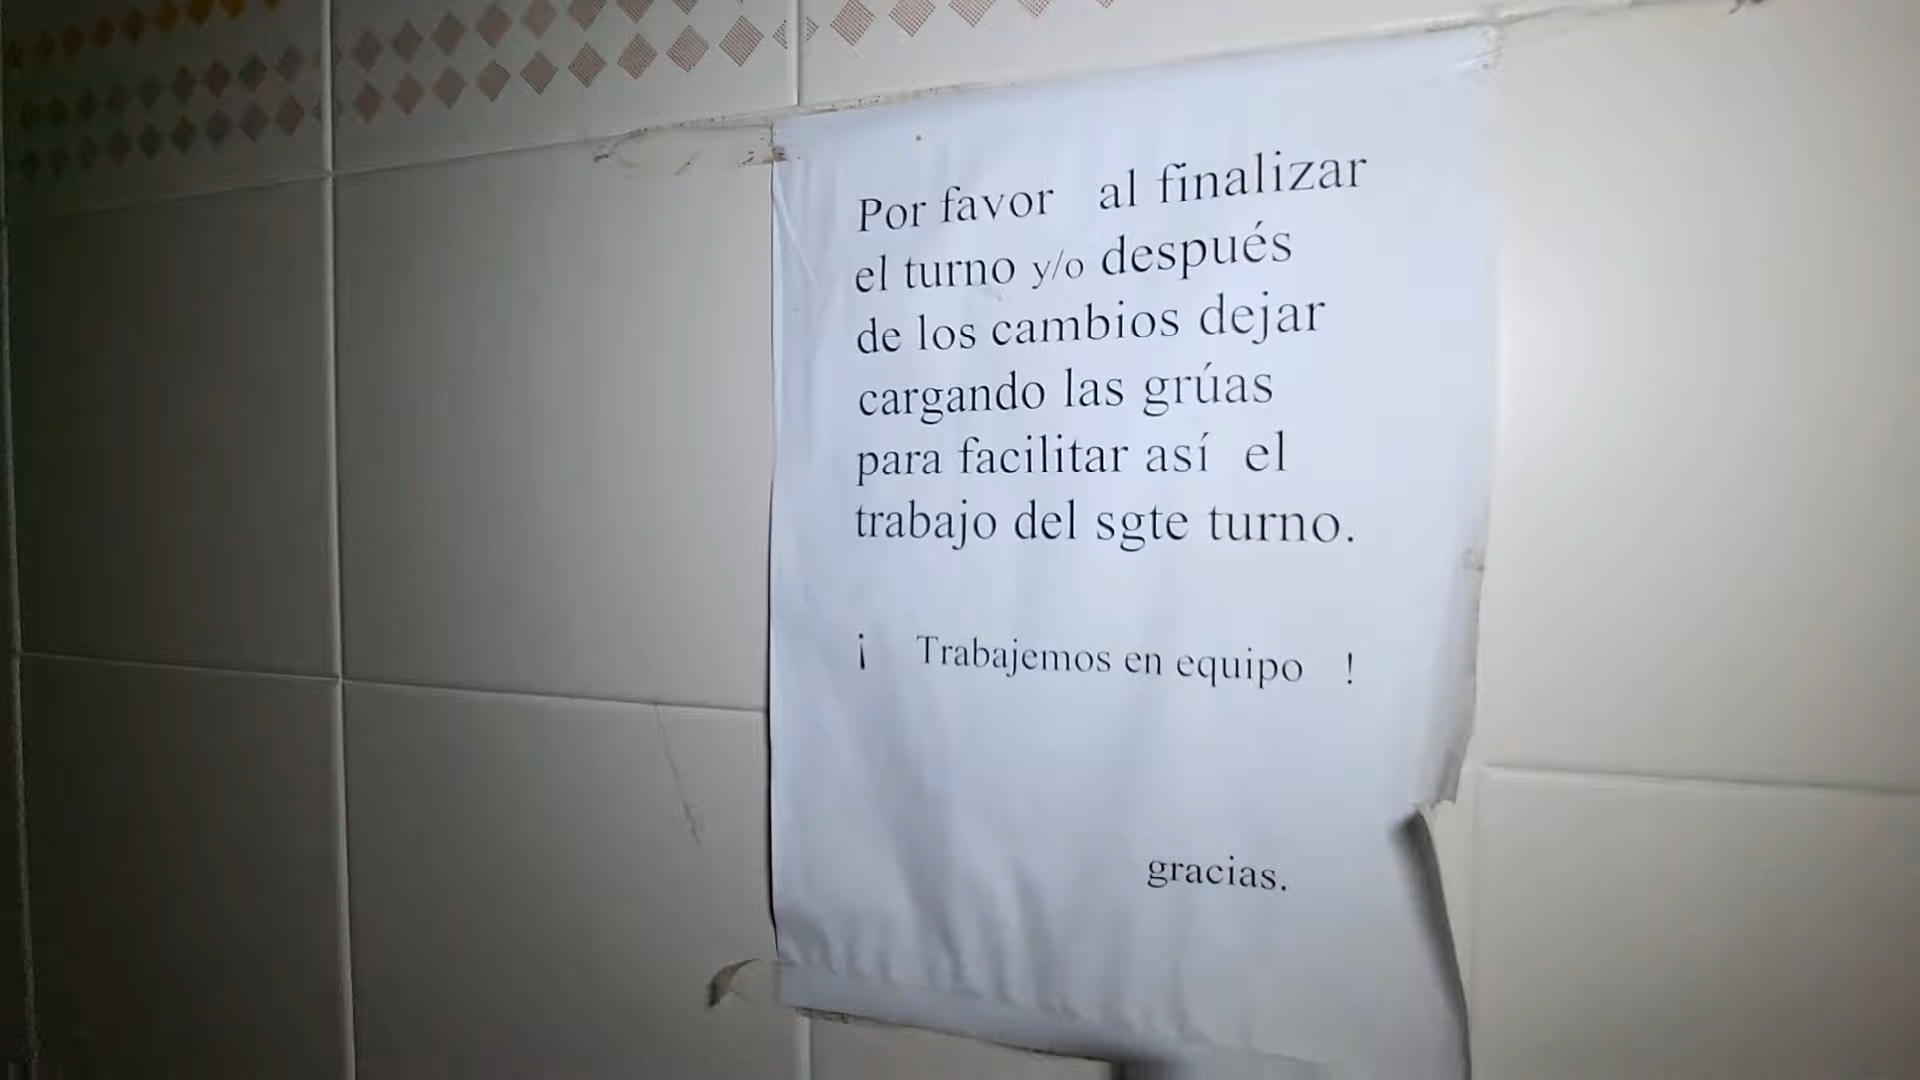 Por favor al finalizar
el turno y/o después
de los cambios dejar
cargando las grúas
para facilitar así el
trabajo del sgte turno.
¡ Trabajemos en equipo !
gracias.